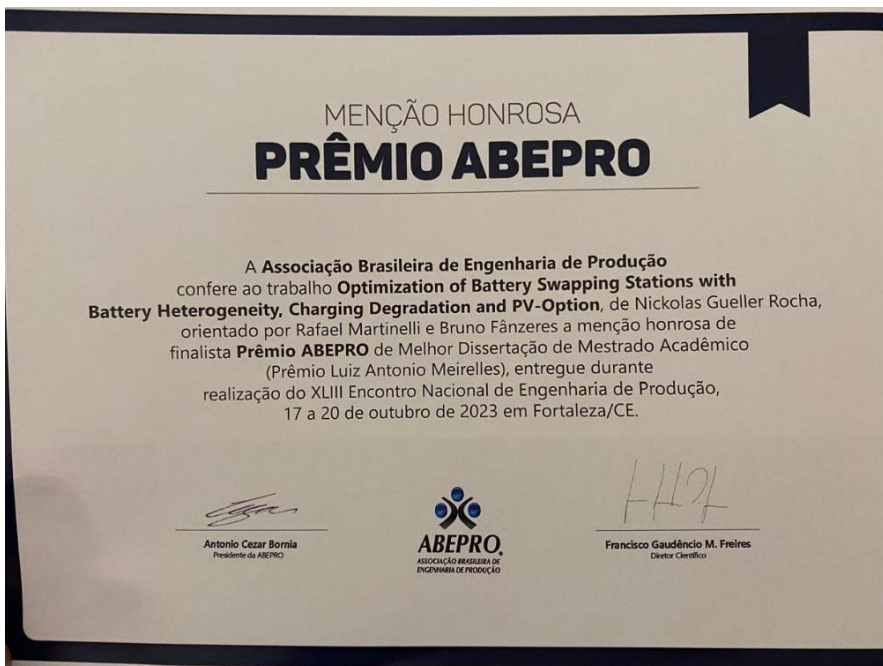 MENÇÃO HONROSA
PRÊMIO ABEPRO
A Associação Brasileira de Engenharia de Produção
confere ao trabalho Optimization of Battery Swapping Stations with
Battery Heterogeneity, Charging Degradation and PV-Option, de Nickolas Gueller Rocha,
orientado por Rafael Martinelli e Bruno Fânzeres a menção honrosa de
finalista Prêmio ABEPRO de Melhor Dissertação de Mestrado Acadêmico
(Prêmio Luiz Antonio Meirelles), entregue durante
realização do XLIII Encontro Nacional de Engenharia de Produção,
17 a 20 de outubro de 2023 em Fortaleza/CE.
Antonio Cezar Bornia
Presidente da ABEPRO
ABEPRO
ASSOCIAÇÃO BRASILEIRA DE
ENGENHARIA DE PRODUÇÃO
Francisco Gaudêncio M. Freires
Diretor Científico